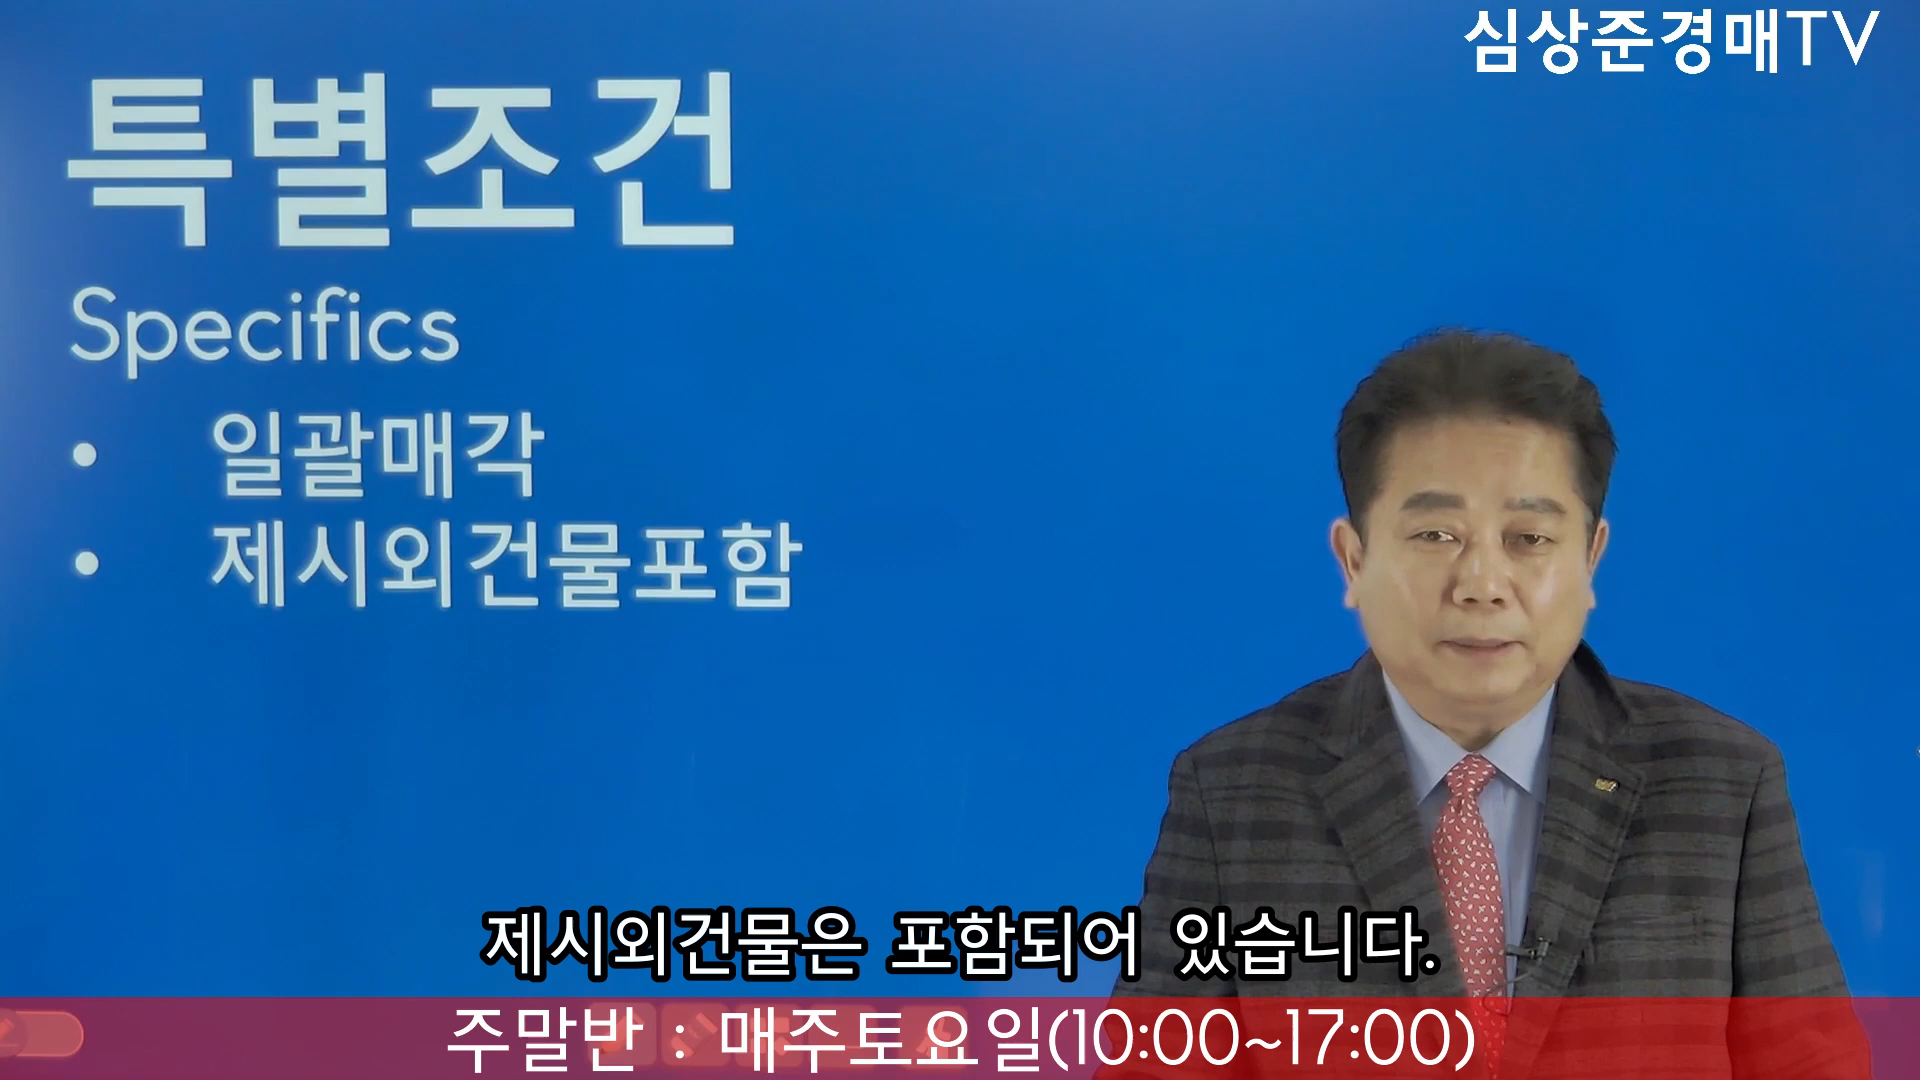 심상준경매TV
특별조건
Specifics
• 일괄매각
• 제시외건물포함
제시외건물은 포함되어 있습니다.
주말반 : 매주토요일(10:00~17:00)